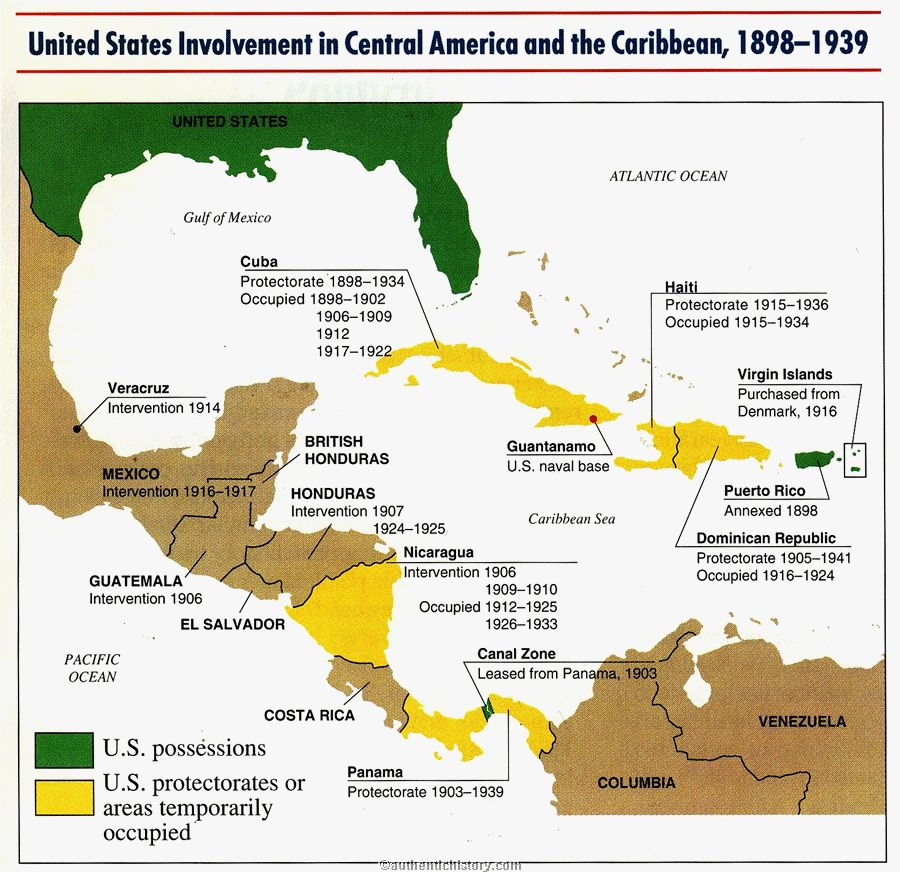 United States Involvement in Central America and the Caribbean, 1898–1939
UNITED STATES
ATLANTIC OCEAN
Gulf of Mexico
Cuba
Protectorate 1898–1934
Occupied 1898–1902
1906–1909
1912
1917–1922
Haiti
Protectorate 1915–1936
Occupied 1915–1934
Virgin Islands
Purchased from
Denmark, 1916
Veracruz
Intervention 1914
Guantanamo
U.S. naval base
BRITISH
HONDURAS
MEXICO
Intervention 1916–1917
Puerto Rico
Annexed 1898
HONDURAS
Intervention 1907
1924–1925
Caribbean Sea
Dominican Republic
Protectorate 1905–1941
Occupied 1916–1924
Nicaragua
Intervention 1906
1909–1910
Occupied 1912–1925
1926–1933
GUATEMALA
Intervention 1906
EL SALVADOR
PACIFIC
OCEAN
Canal Zone
Leased from Panama, 1903
COSTA RICA
VENEZUELA
COLUMBIA
Panama
Protectorate 1903–1939
U.S. possessions
U.S. protectorates or
areas temporarily
occupied
©authentichistory.com